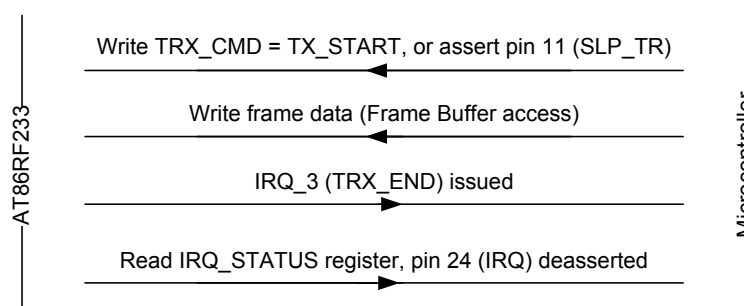 Write TRX_CMD = TX_START, or assert pin 11 (SLP_TR)
Write frame data (Frame Buffer access)
AT86RF233
IRQ_3 (TRX_END) issued
Read IRQ_STATUS register, pin 24 (IRQ) deasserted
Microcontroller